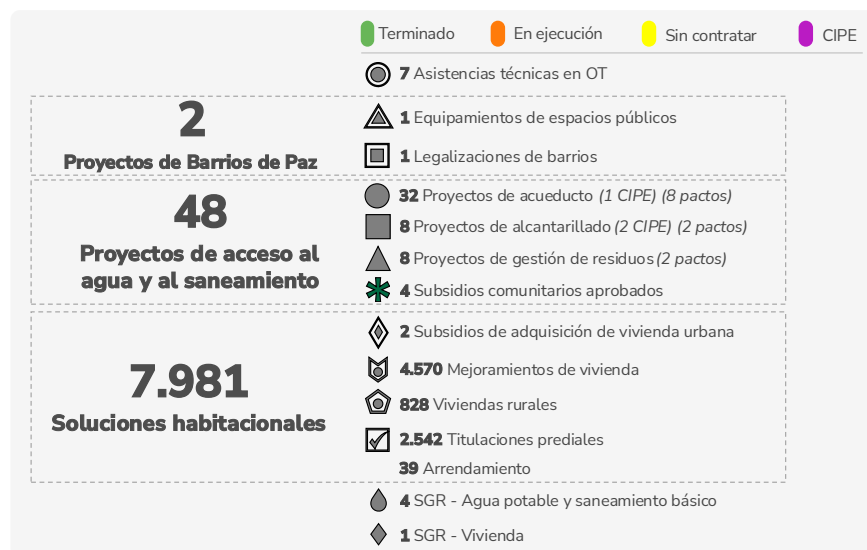 Terminado
En ejecución
Sin contratar
CIPE
7 Asistencias técnicas en OT
2
Proyectos de Barrios de Paz
1 Equipamientos de espacios públicos
1 Legalizaciones de barrios
48
Proyectos de acceso al
agua y al saneamiento
32 Proyectos de acueducto (1 CIPE) (8 pactos)
8 Proyectos de alcantarillado (2 CIPE) (2 pactos)
8 Proyectos de gestión de residuos (2 pactos)
4 Subsidios comunitarios aprobados
7.981
Soluciones habitacionales
2 Subsidios de adquisición de vivienda urbana
4.570 Mejoramientos de vivienda
828 Viviendas rurales
2.542 Titulaciones prediales
39 Arrendamiento
4 SGR - Agua potable y saneamiento básico
1 SGR - Vivienda